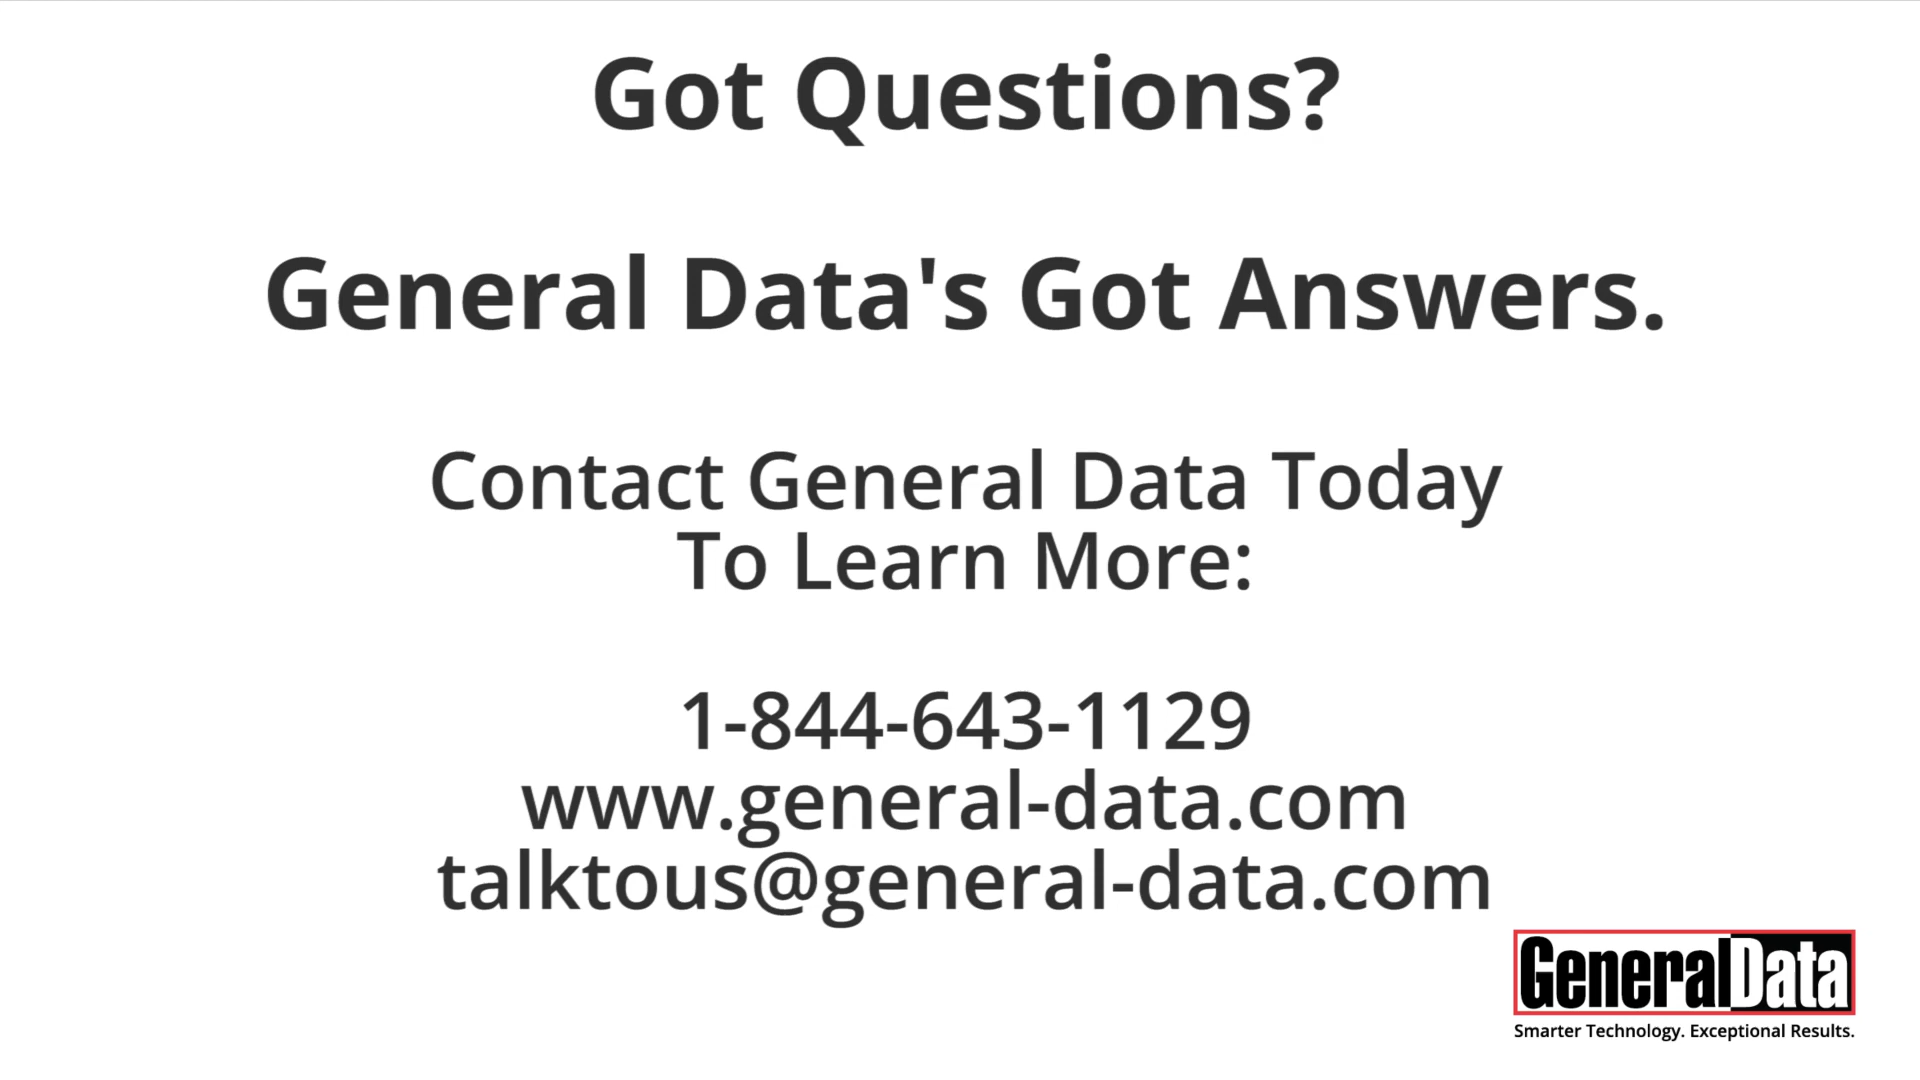 Got Questions?
General Data's Got Answers.
Contact General Data Today
To Learn More:
1-844-643-1129
www.general-data.com
talktous@general-data.com
GeneralData
Smarter Technology. Exceptional Results.